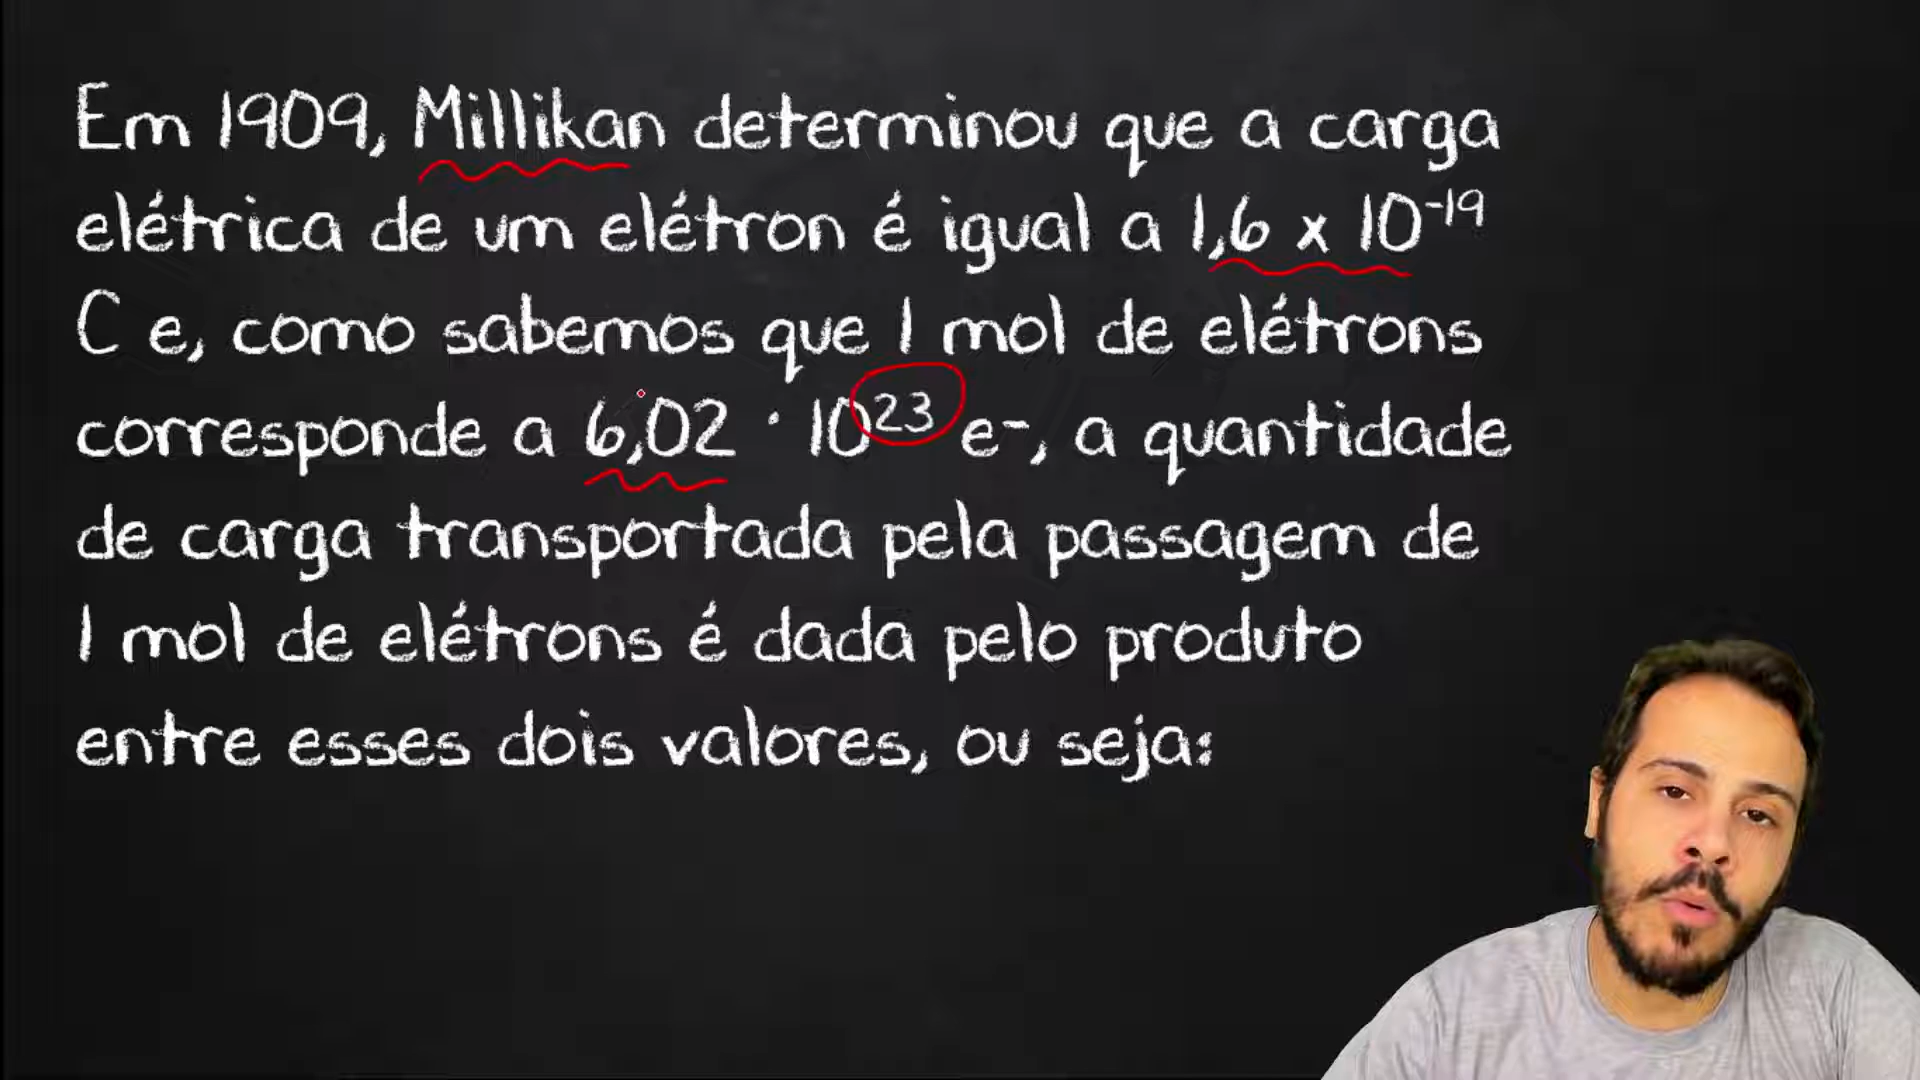 Em 1909, Millikan determinou que a carga
elétrica de um elétron é igual a 1,6 x 10⁻¹⁹
C e, como sabemos que 1 mol de elétrons
corresponde a 6,02 · 10²³ e-, a quantidade
de carga transportada pela passagem de
1 mol de elétrons é dada pelo produto
entre esses dois valores, ou seja: